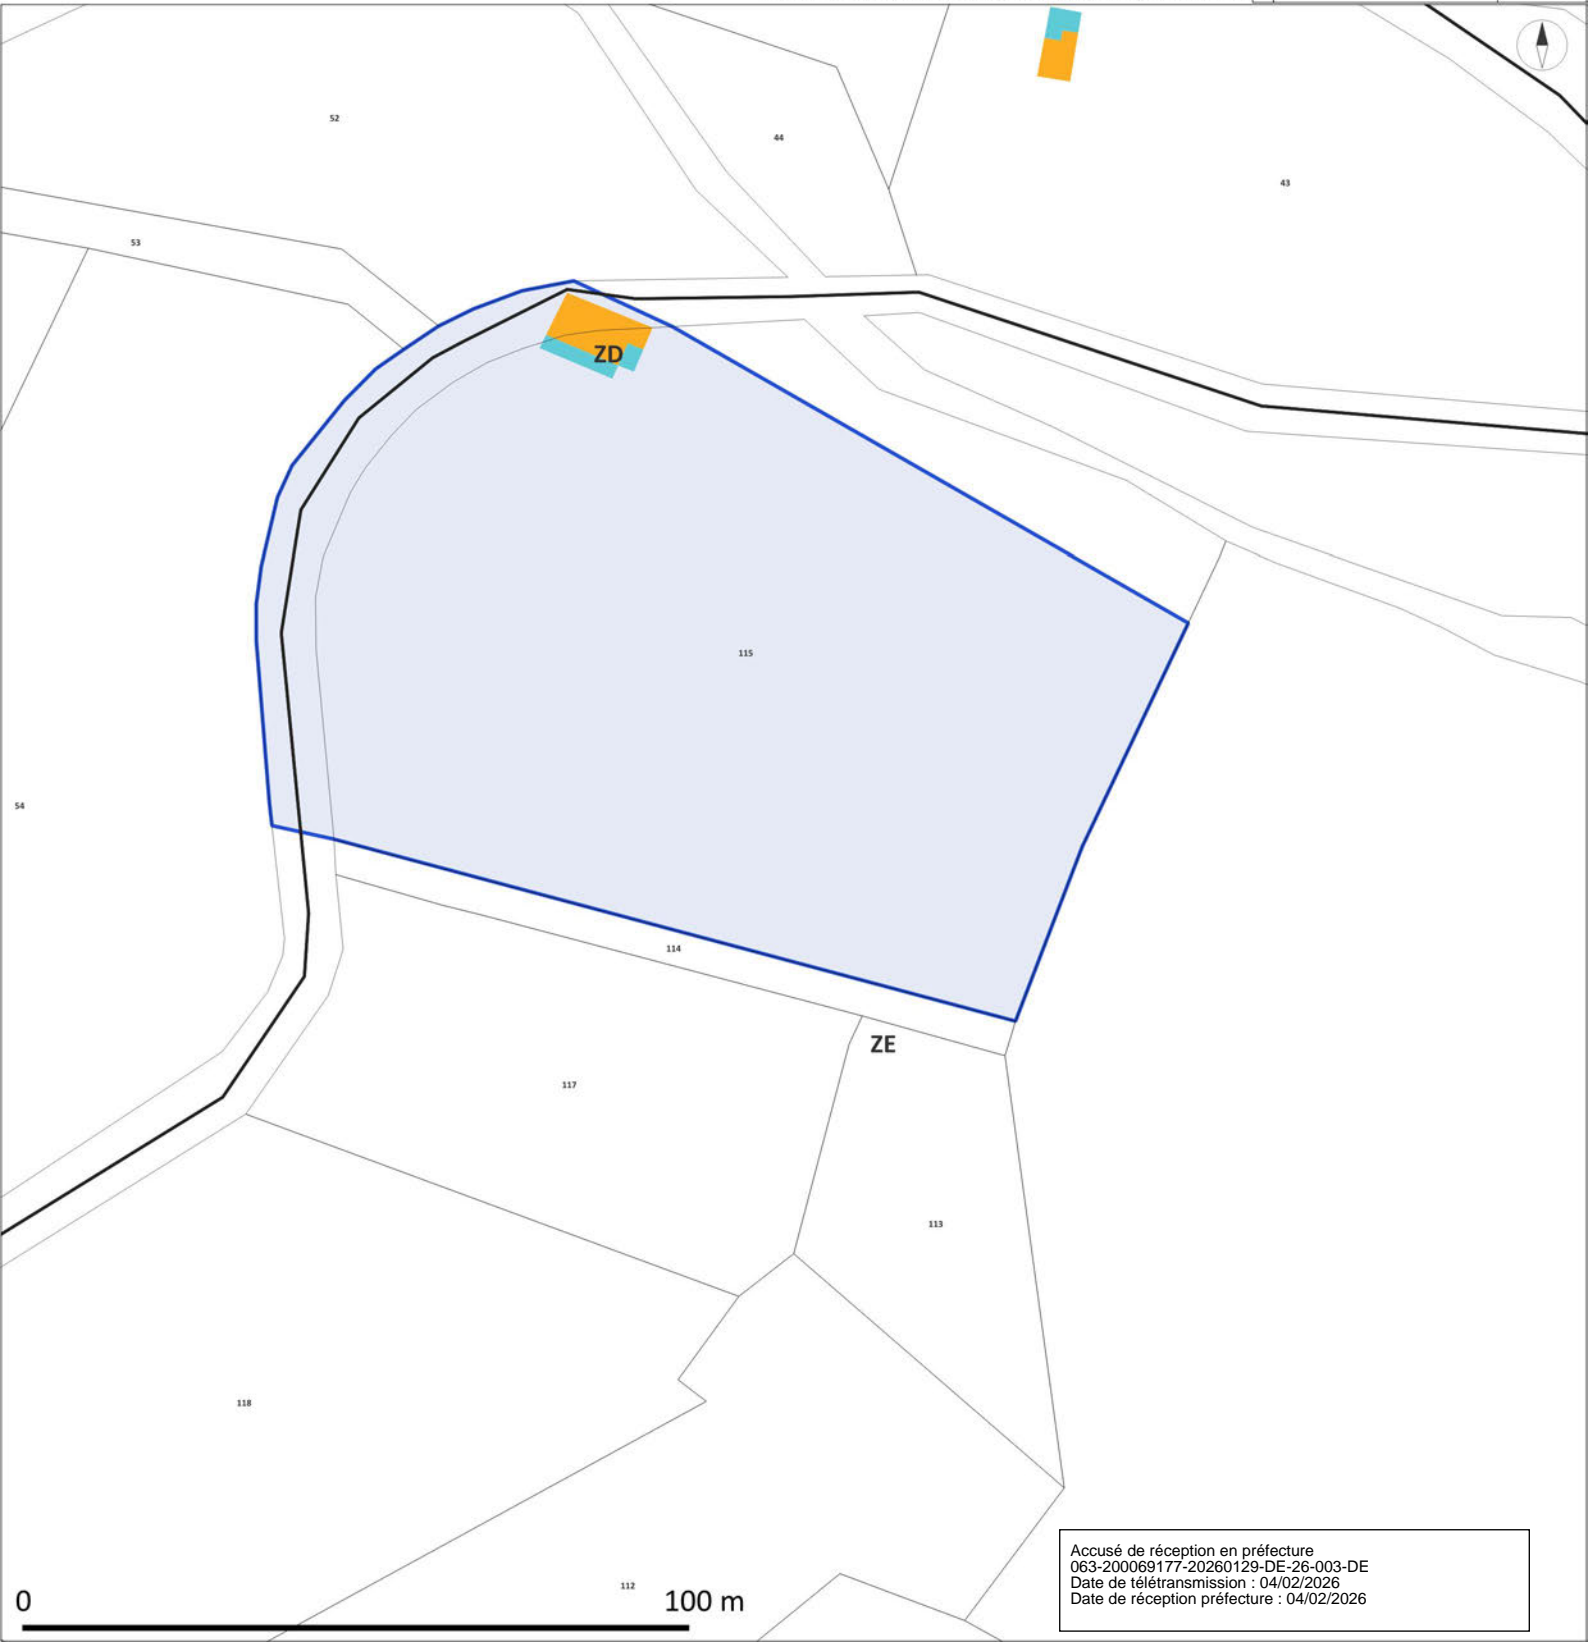 52
44
43
53
ZD
115
54
114
ZE
117
113
118
112
0
100 m
Accusé de réception en préfecture
063-200069177-20260129-DE-26-003-DE
Date de télétransmission : 04/02/2026
Date de réception préfecture : 04/02/2026